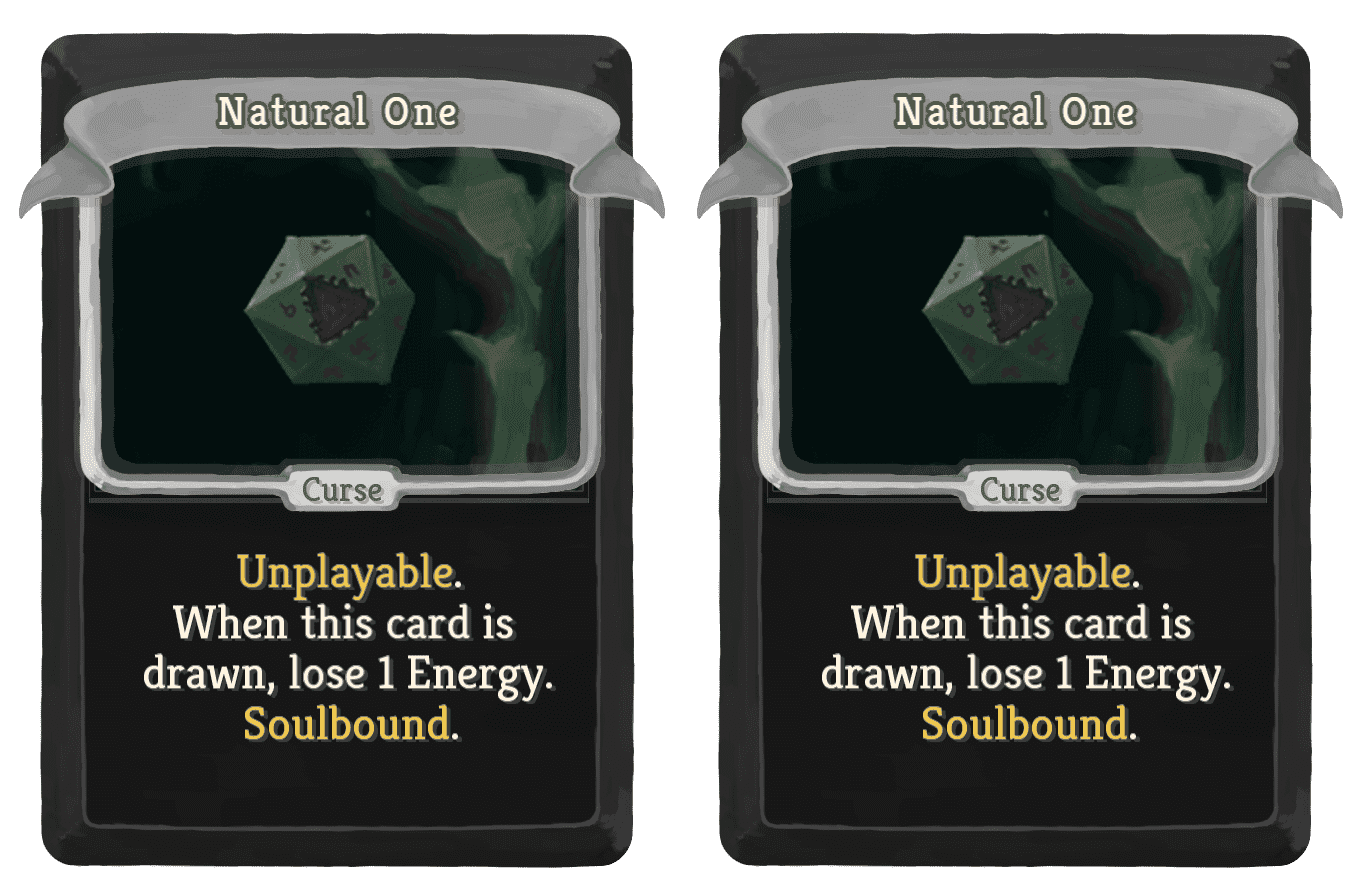 Natural One
Curse
Unplayable.
When this card is
drawn, lose 1 Energy.
Soulbound.
Natural One
Curse
Unplayable.
When this card is
drawn, lose 1 Energy.
Soulbound.